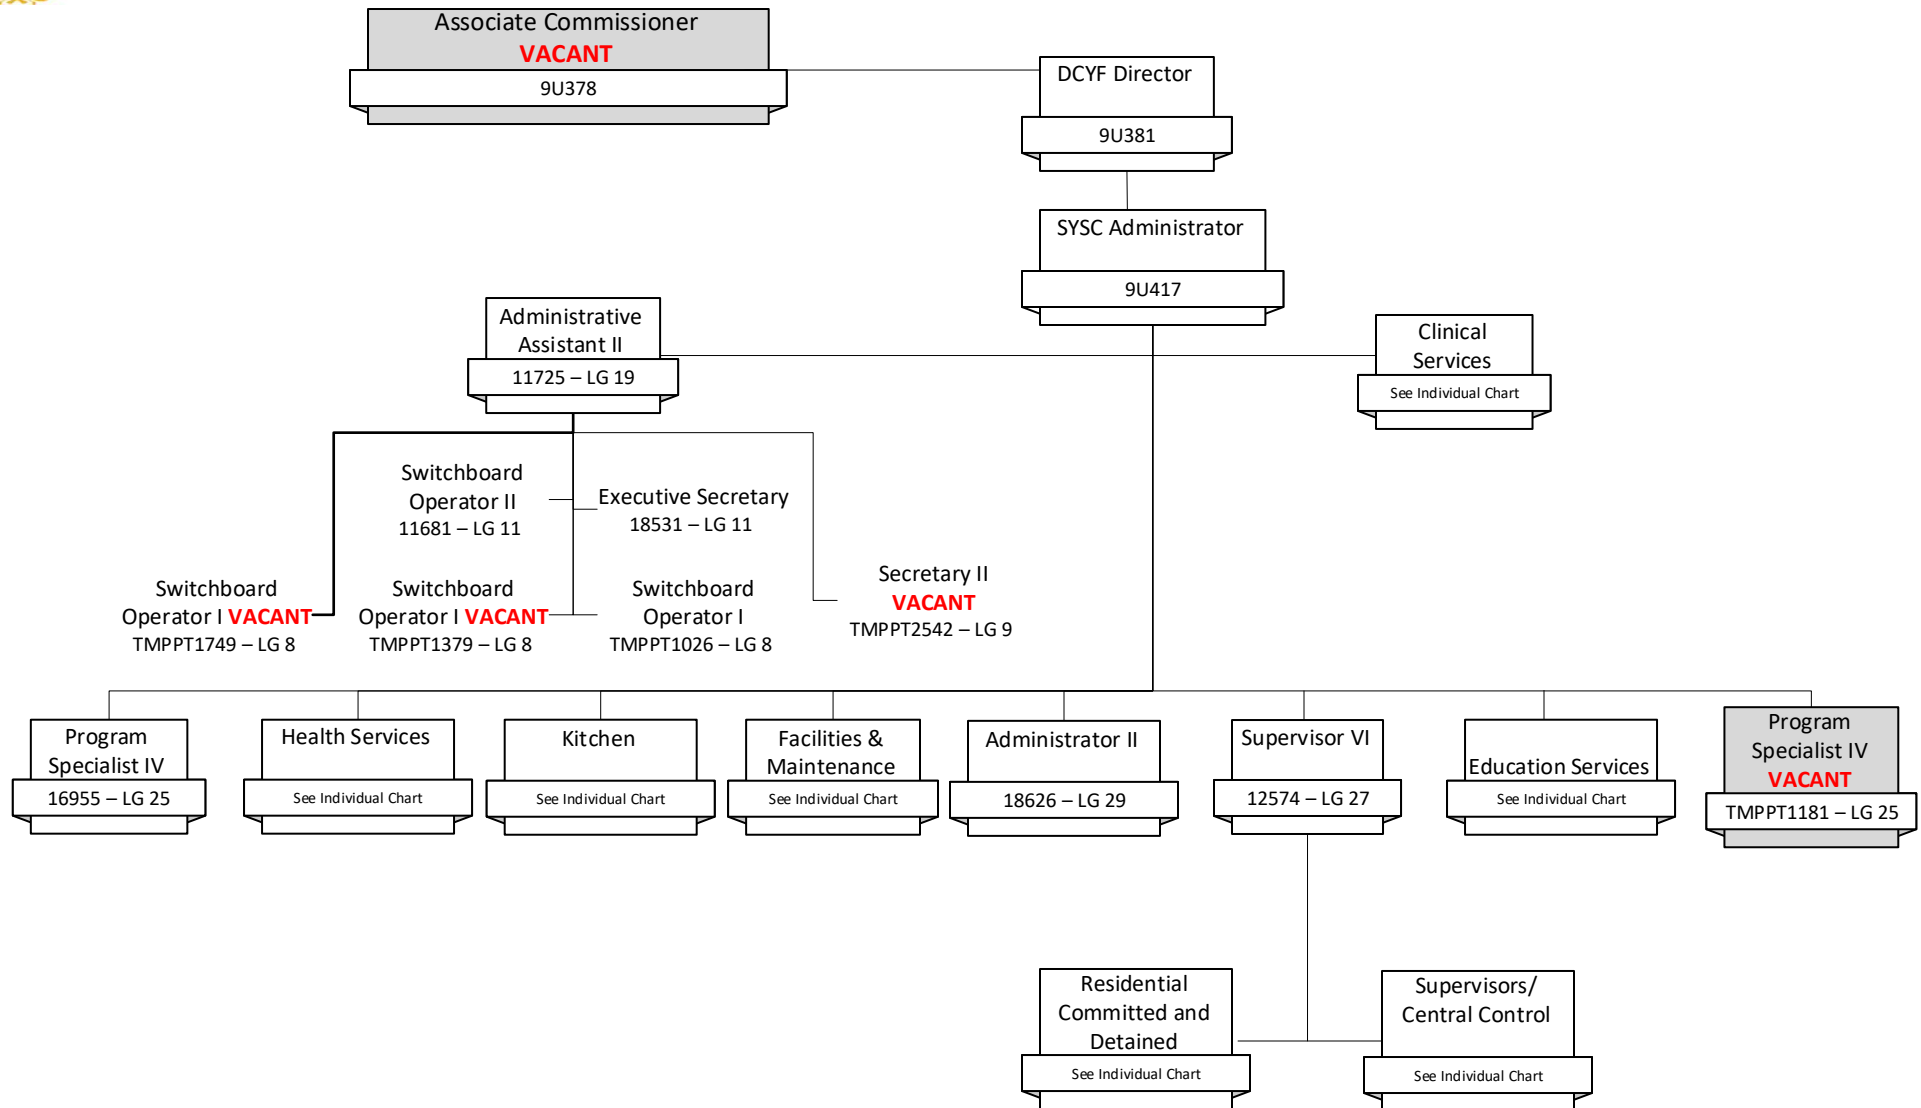 Associate Commissioner
VACANT
9U378
DCYF Director
9U381
SYSC Administrator
9U417
Administrative
Assistant II
11725 – LG 19
Clinical
Services
See Individual Chart
Switchboard
Operator II
11681 – LG 11
Executive Secretary
18531 – LG 11
Switchboard
Operator I VACANT
TMPPT1749 – LG 8
Switchboard
Operator I VACANT
TMPPT1379 – LG 8
Switchboard
Operator I
TMPPT1026 – LG 8
Secretary II
VACANT
TMPPT2542 – LG 9
Program
Specialist IV
16955 – LG 25
Health Services
See Individual Chart
Kitchen
See Individual Chart
Facilities &
Maintenance
See Individual Chart
Administrator II
18626 – LG 29
Supervisor VI
12574 – LG 27
Education Services
See Individual Chart
Program
Specialist IV
VACANT
TMPPT1181 – LG 25
Residential
Committed and
Detained
See Individual Chart
Supervisors/
Central Control
See Individual Chart